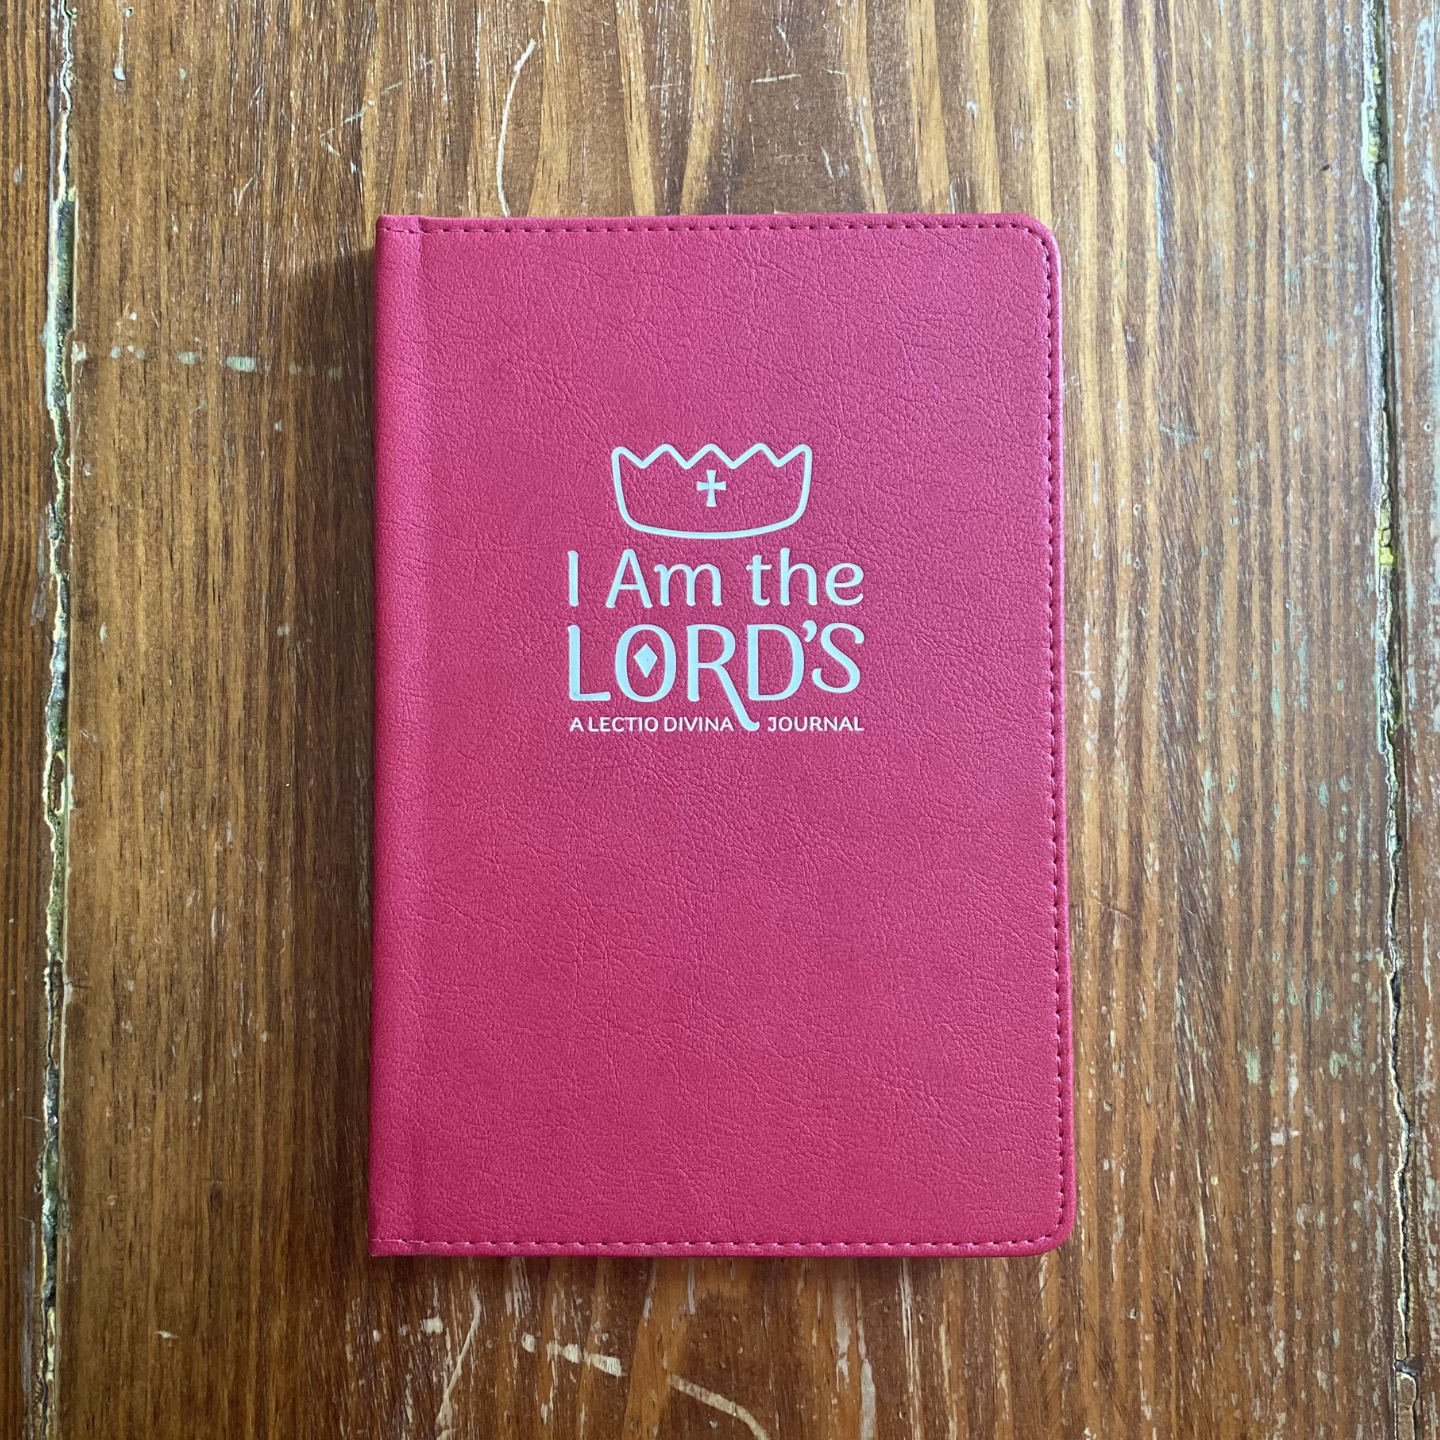 I Am the
LORD'S
A LECTIO DIVINA JOURNAL